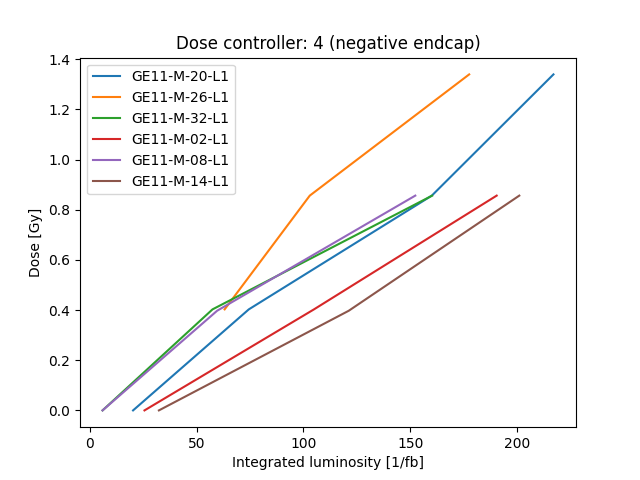 Dose controller: 4 (negative endcap)
GE11-M-20-L1
GE11-M-26-L1
GE11-M-32-L1
GE11-M-02-L1
GE11-M-08-L1
GE11-M-14-L1
Dose [Gy]
1.4
1.2
1.0
0.8
0.6
0.4
0.2
0.0
0 50 100 150 200
Integrated luminosity [1/fb]